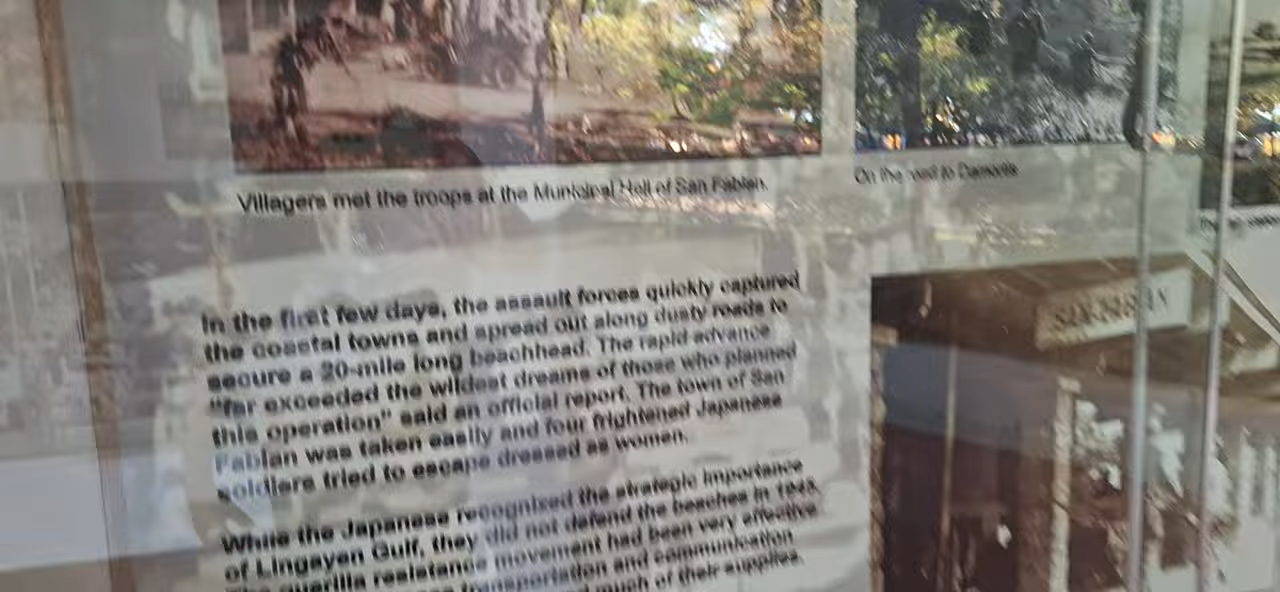 Villagers met the troops at the Municipal Hall of San Fabian.
On the road to Damortis
In the first few days, the assault forces quickly captured
the coastal towns and spread out along dusty roads to
secure a 20-mile long beachhead. The rapid advance
"far exceeded the wildest dreams of those who planned
this operation" said an official report. The town of San
Fabian was taken easily and four frightened Japanese
soldiers tried to escape dressed as women.
While the Japanese recognized the strategic importance
of Lingayen Gulf, they did not defend the beaches in 1945.
The guerilla resistance movement had been very effective
transportation and communication
much of their supplies.
SAN FABIAN